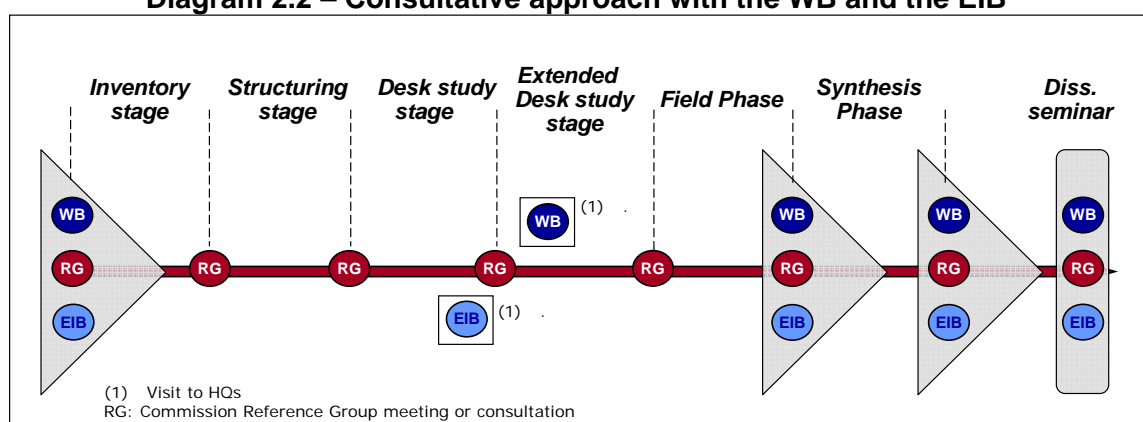 Diagram 2.2 – Consultative approach with the WB and the EIB
Inventory
stage
Structuring
stage
Desk study
stage
Extended
Desk study
stage
Field Phase
Synthesis
Phase
Diss.
seminar
WB
WB
(1)
.
WB
WB
WB
RG
RG
RG
RG
RG
RG
RG
RG
EIB
EIB
(1)
.
EIB
EIB
EIB
(1) Visit to HQs
RG: Commission Reference Group meeting or consultation